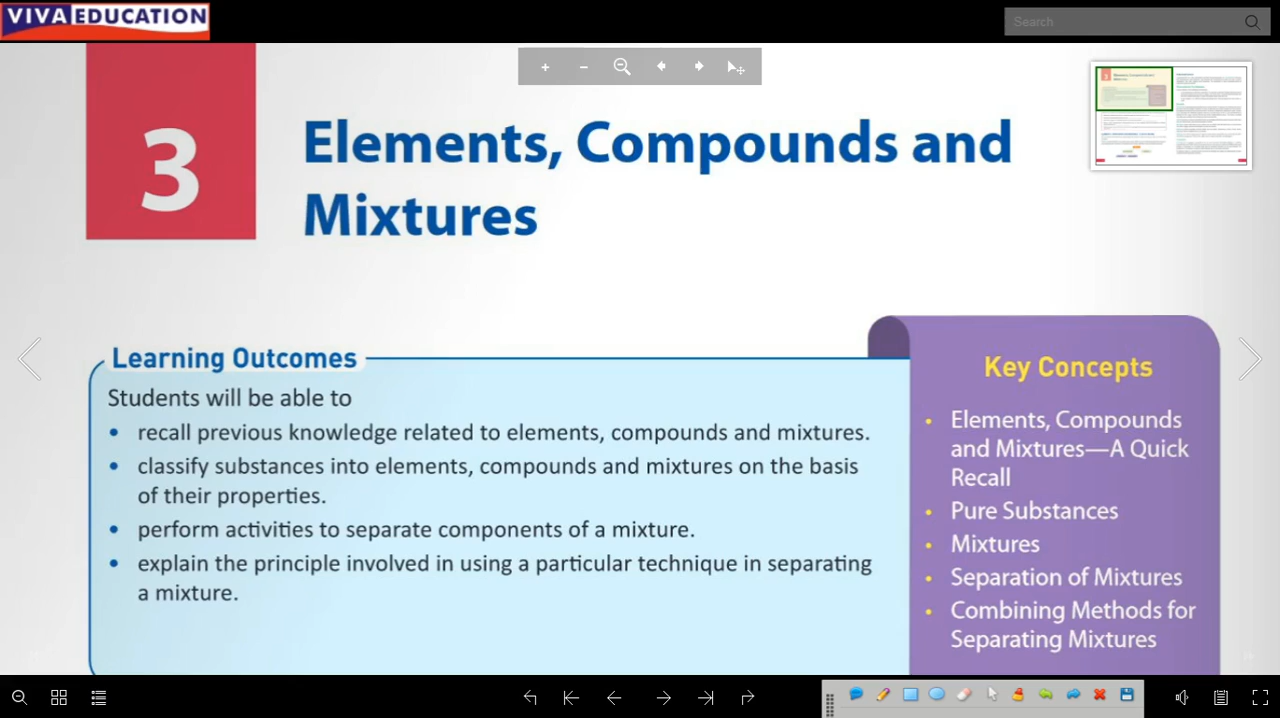 VIVA EDUCATION
Search
3
Elements, Compounds and
Mixtures
Learning Outcomes
Students will be able to
• recall previous knowledge related to elements, compounds and mixtures.
• classify substances into elements, compounds and mixtures on the basis
of their properties.
• perform activities to separate components of a mixture.
• explain the principle involved in using a particular technique in separating
a mixture.
Key Concepts
• Elements, Compounds
and Mixtures—A Quick
Recall
• Pure Substances
• Mixtures
• Separation of Mixtures
• Combining Methods for
Separating Mixtures